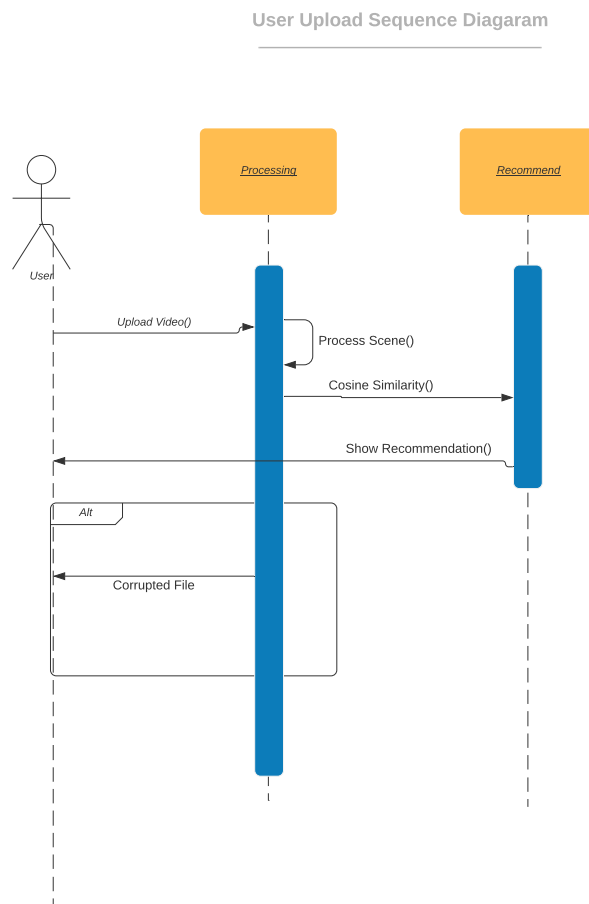 User Upload Sequence Diagaram
Processing
Recommend
User
Upload Video()
Process Scene()
Cosine Similarity()
Show Recommendation()
Alt
Corrupted File